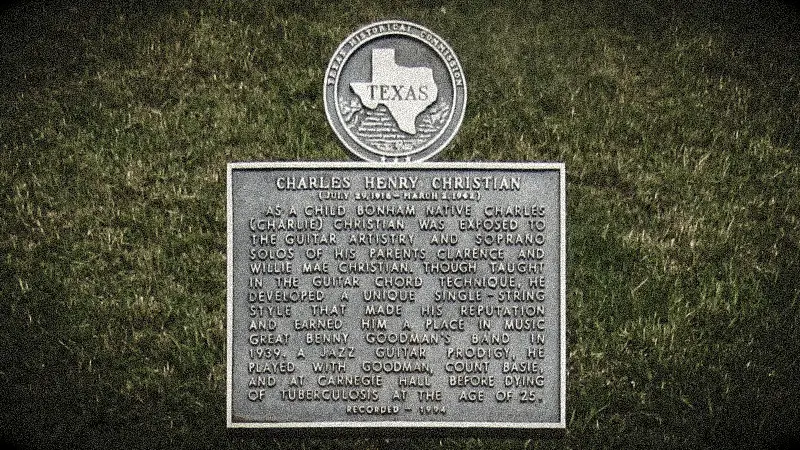 TEXAS HISTORICAL COMMISSION
TEXAS
CHARLES HENRY CHRISTIAN
(JULY 29, 1916 – MARCH 2, 1942)
AS A CHILD BONHAM NATIVE CHARLES
(CHARLIE) CHRISTIAN WAS EXPOSED TO
THE GUITAR ARTISTRY AND SOPRANO
SOLOS OF HIS PARENTS CLARENCE AND
WILLIE MAE CHRISTIAN. THOUGH TAUGHT
IN THE GUITAR CHORD TECHNIQUE, HE
DEVELOPED A UNIQUE SINGLE-STRING
STYLE THAT MADE HIS REPUTATION
AND EARNED HIM A PLACE IN MUSIC
GREAT BENNY GOODMAN'S BAND IN
1939. A JAZZ GUITAR PRODIGY, HE
PLAYED WITH GOODMAN, COUNT BASIE,
AND AT CARNEGIE HALL BEFORE DYING
OF TUBERCULOSIS AT THE AGE OF 25.
RECORDED – 1994